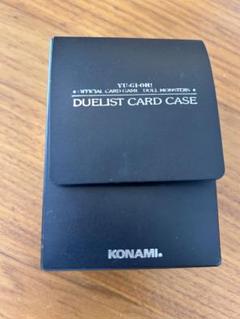 YU-GI-OH!
OFFICIAL CARD GAME DUEL MONSTERS
DUELIST CARD CASE
KONAMI®